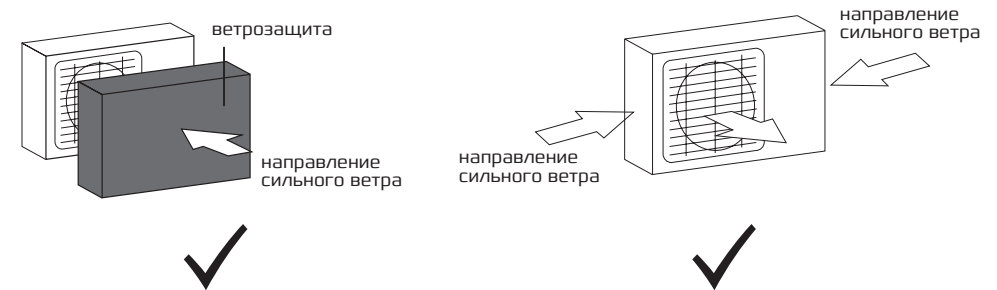 ветрозащита
направление
сильного ветра
направление
сильного ветра
направление
сильного ветра